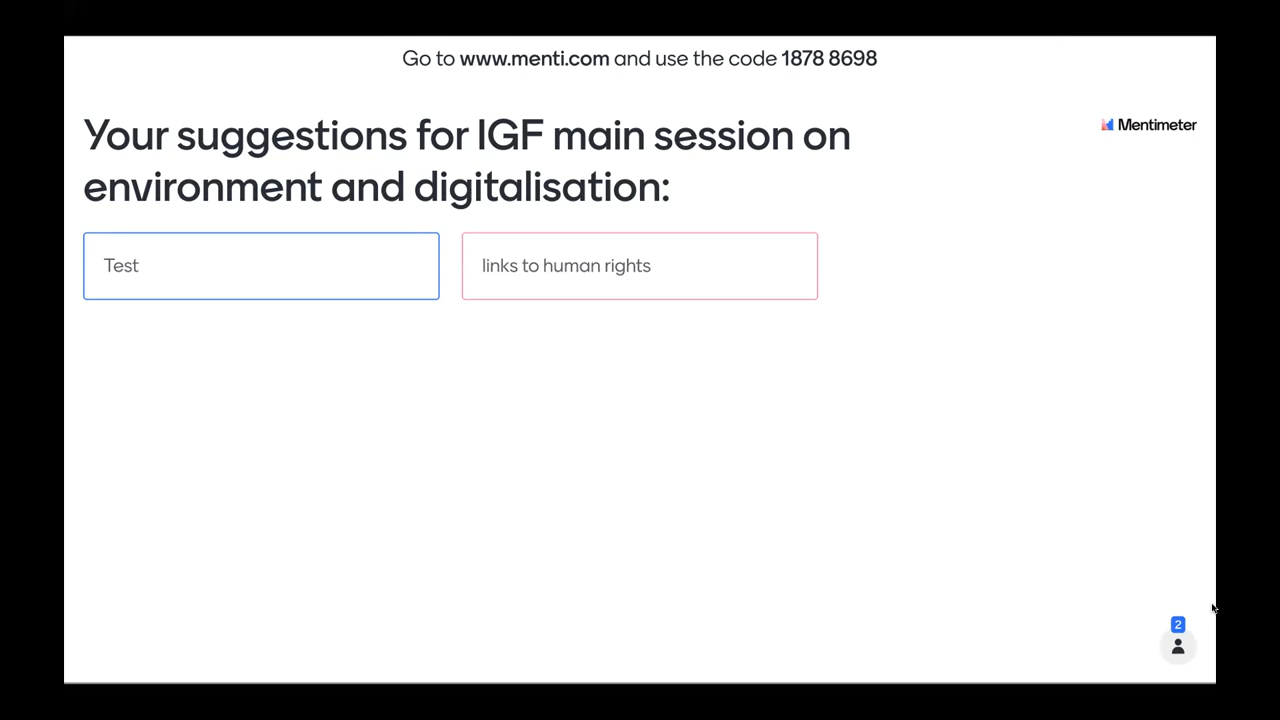 Go to www.menti.com and use the code 1878 8698
Your suggestions for IGF main session on
environment and digitalisation:
Mentimeter
Test
links to human rights
2